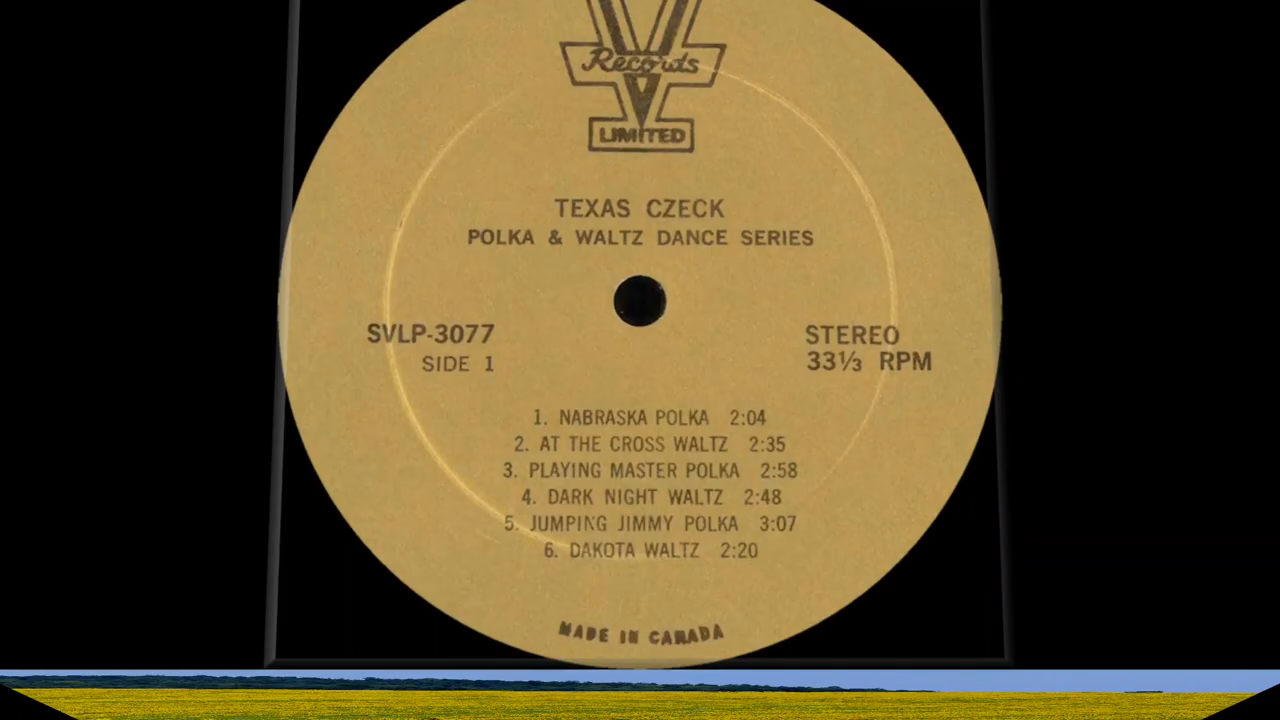 V
Records
LIMITED
TEXAS CZECK
POLKA & WALTZ DANCE SERIES
SVLP-3077
SIDE 1
STEREO
33⅓ RPM
1. NABRASKA POLKA 2:04
2. AT THE CROSS WALTZ 2:35
3. PLAYING MASTER POLKA 2:58
4. DARK NIGHT WALTZ 2:48
5. JUMPING JIMMY POLKA 3:07
6. DAKOTA WALTZ 2:20
MADE IN CANADA